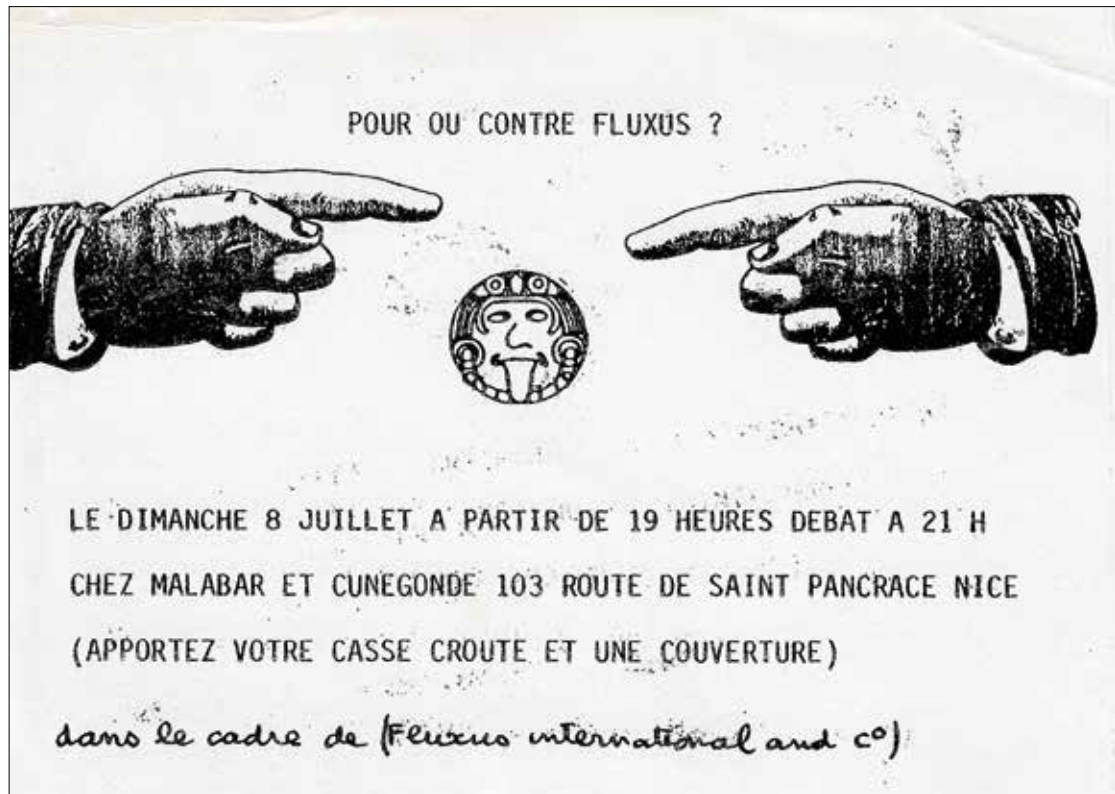 POUR OU CONTRE FLUXUS ?
LE DIMANCHE 8 JUILLET A PARTIR DE 19 HEURES DEBAT A 21 H
CHEZ MALABAR ET CUNEGONDE 103 ROUTE DE SAINT PANCRACE NICE
(APPORTEZ VOTRE CASSE CROUTE ET UNE COUVERTURE)
dans le cadre de (Fluxus international and c°)